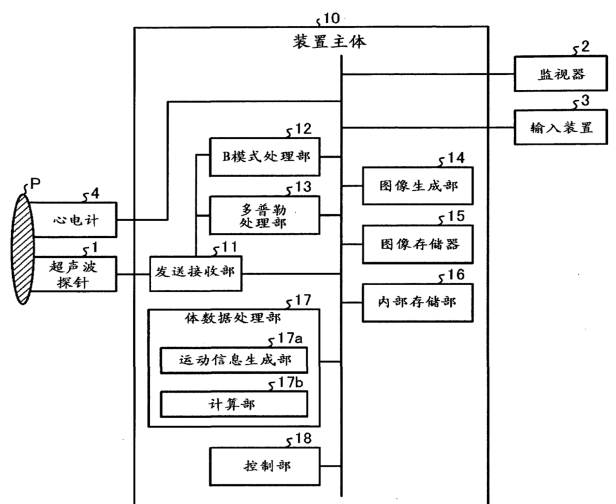 10
装置主体
2
监视器
3
输入装置
12
B模式处理部
14
图像生成部
P
4
心电计
13
多普勒
处理部
15
图像存储器
1
超声波
探针
11
发送接收部
16
内部存储部
17
体数据处理部
17a
运动信息生成部
17b
计算部
18
控制部